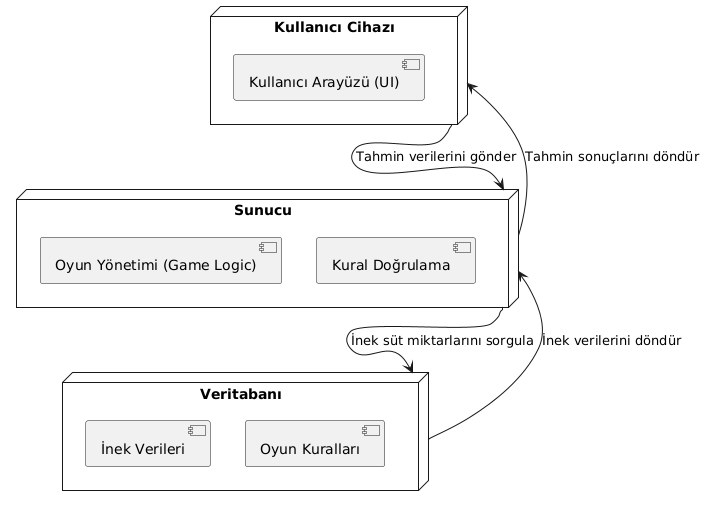 Kullanıcı Cihazı
Kullanıcı Arayüzü (UI)
Tahmin verilerini gönder
Tahmin sonuçlarını döndür
Sunucu
Oyun Yönetimi (Game Logic)
Kural Doğrulama
İnek süt miktarlarını sorgula
İnek verilerini döndür
Veritabanı
İnek Verileri
Oyun Kuralları